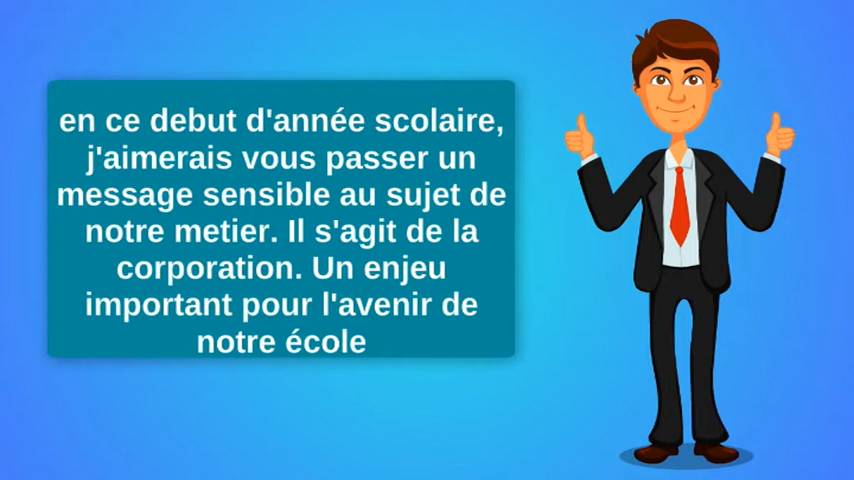 en ce debut d'année scolaire,
j'aimerais vous passer un
message sensible au sujet de
notre metier. Il s'agit de la
corporation. Un enjeu
important pour l'avenir de
notre école